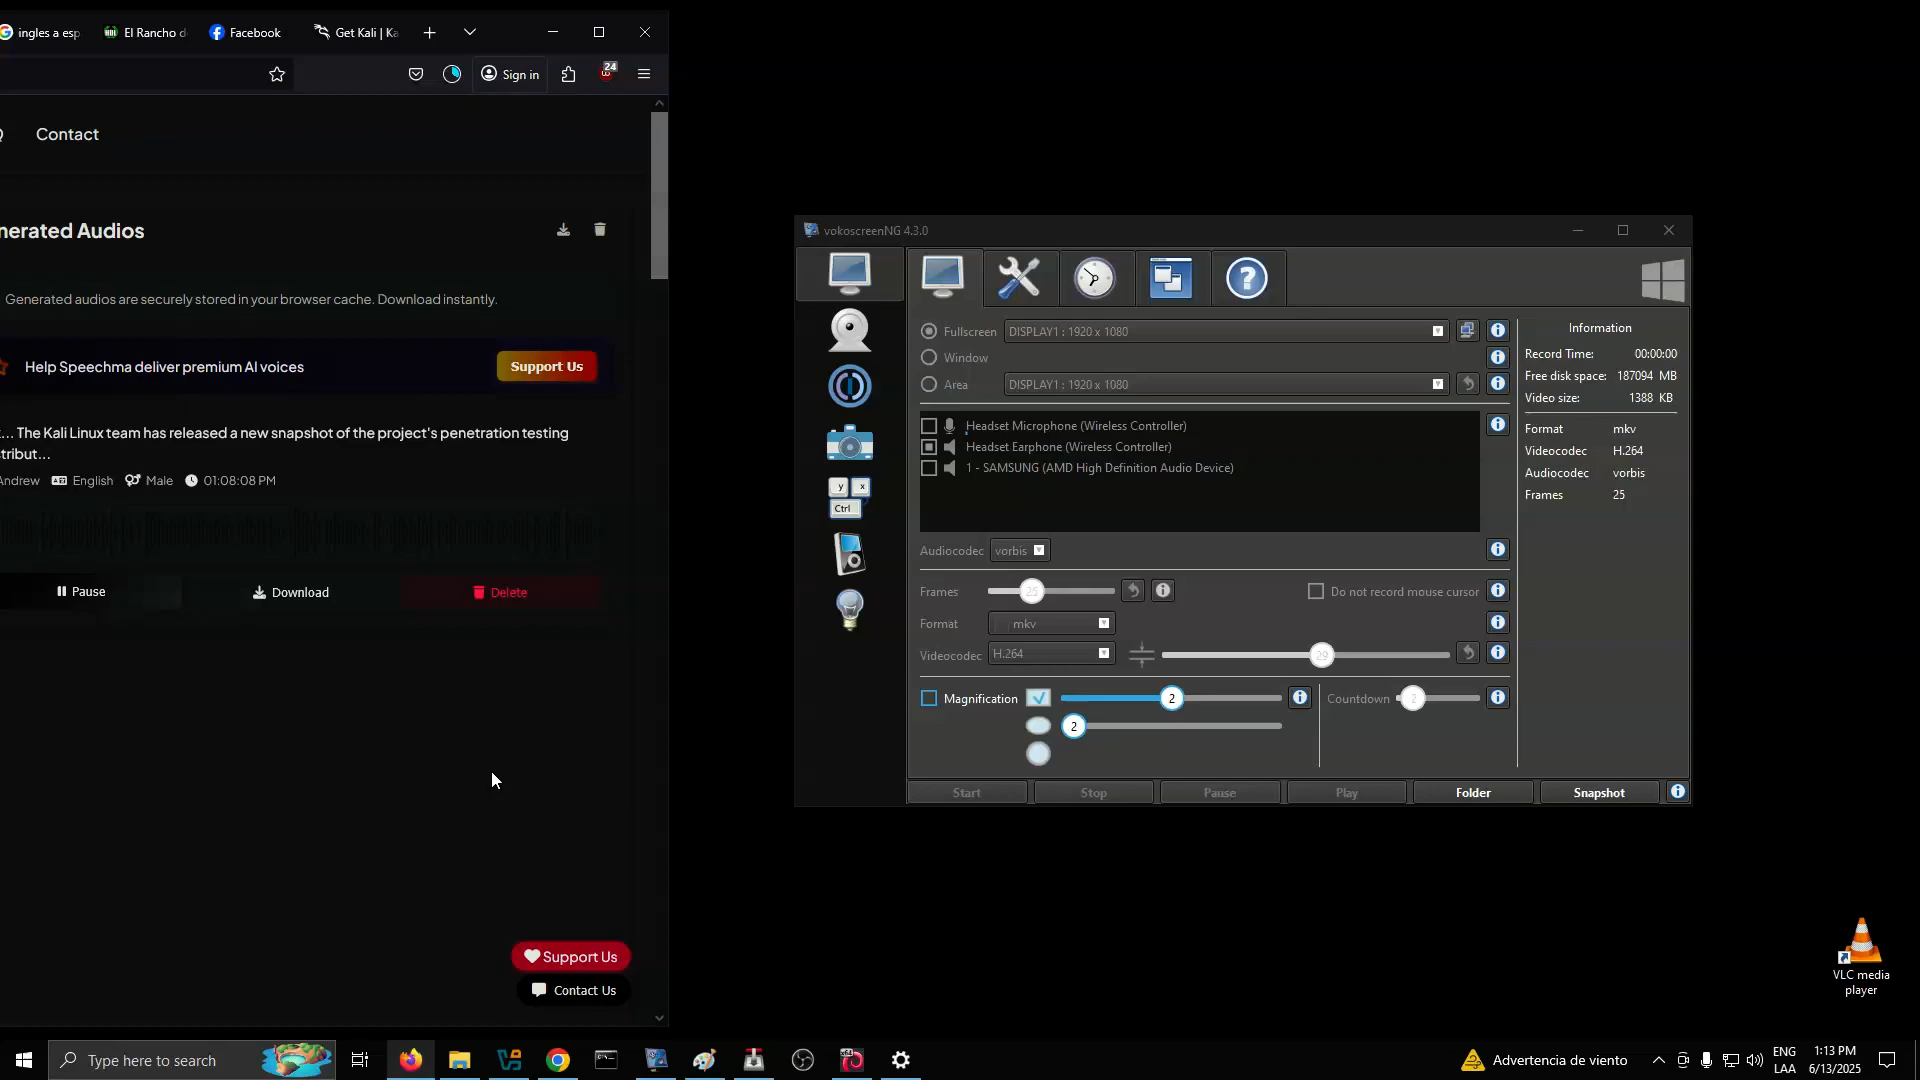 ingles a esp
El Rancho d
Facebook
Get Kali | Ka
Sign in
24
Contact
nerated Audios
Generated audios are securely stored in your browser cache. Download instantly.
Help Speechma deliver premium AI voices
Support Us
... The Kali Linux team has released a new snapshot of the project's penetration testing
stribut...
Andrew
English
Male
01:08:08 PM
Pause
Download
Delete
Support Us
Contact Us
vokoscreenNG 4.3.0
Fullscreen
DISPLAY1 : 1920 x 1080
Window
Area
DISPLAY1 : 1920 x 1080
Headset Microphone (Wireless Controller)
Headset Earphone (Wireless Controller)
1 - SAMSUNG (AMD High Definition Audio Device)
Audiocodec
vorbis
Frames
25
Do not record mouse cursor
Format
mkv
Videocodec
H.264
29
Magnification
2
Countdown
2
2
Start
Stop
Pause
Play
Folder
Snapshot
y
x
Ctrl
Information
Record Time: 00:00:00
Free disk space: 187094 MB
Video size: 1388 KB
Format mkv
Videocodec H.264
Audiocodec vorbis
Frames 25
VLC media
player
Type here to search
Advertencia de viento
ENG
LAA
1:13 PM
6/13/2025